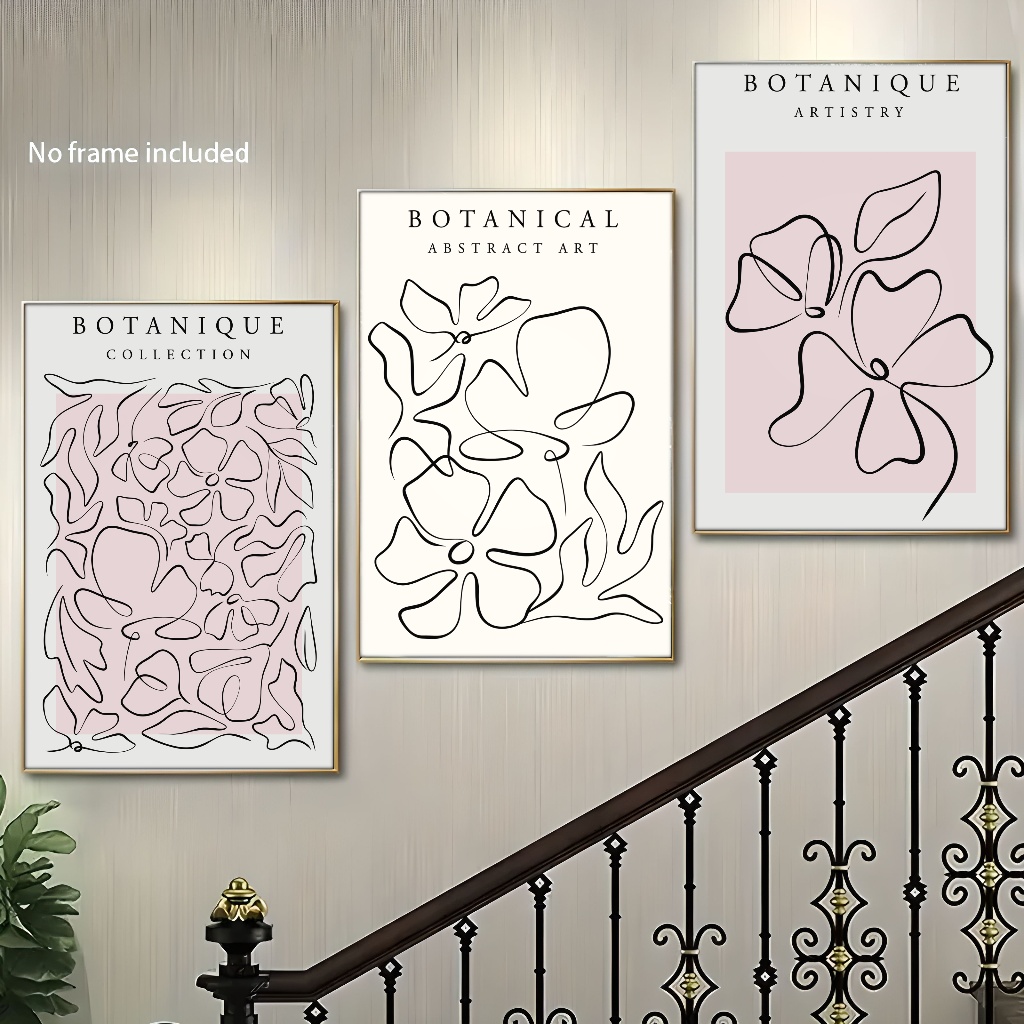 No frame included
BOTANIQUE
COLLECTION
BOTANICAL
ABSTRACT ART
BOTANIQUE
ARTISTRY